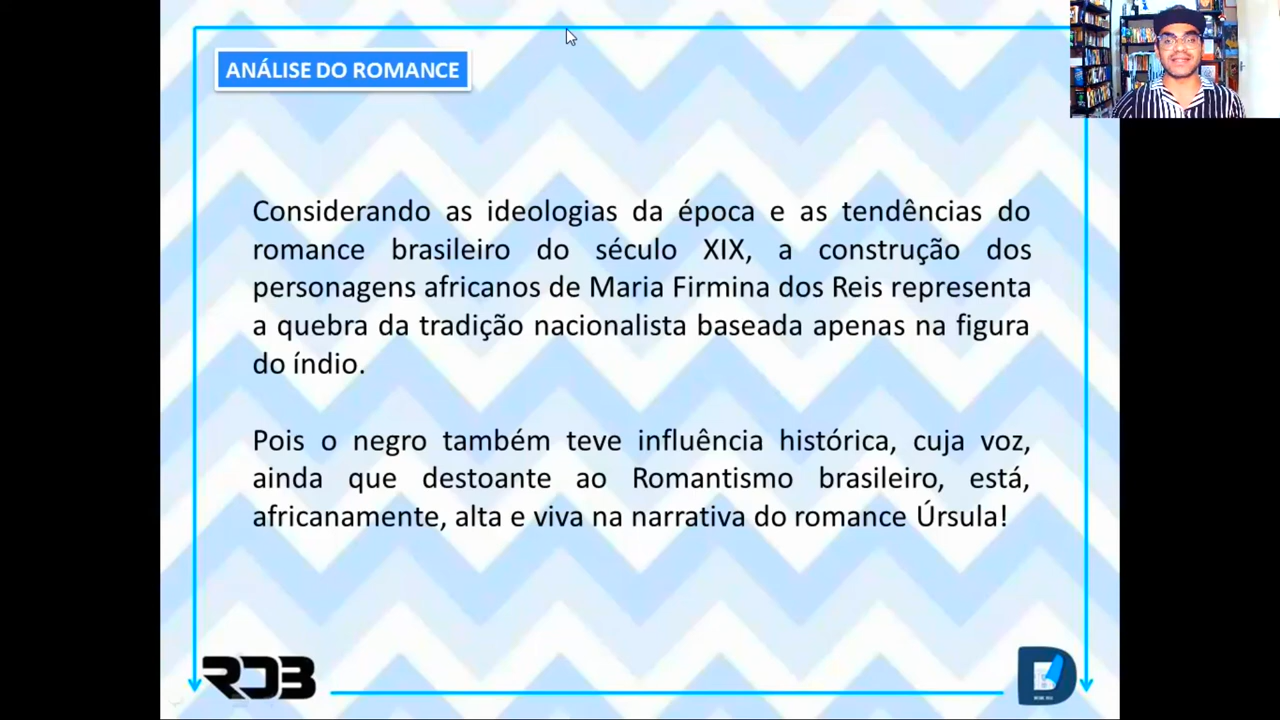 ANÁLISE DO ROMANCE
Considerando as ideologias da época e as tendências do
romance brasileiro do século XIX, a construção dos
personagens africanos de Maria Firmina dos Reis representa
a quebra da tradição nacionalista baseada apenas na figura
do índio.
Pois o negro também teve influência histórica, cuja voz,
ainda que destoante ao Romantismo brasileiro, está,
africanamente, alta e viva na narrativa do romance Úrsula!
RDB